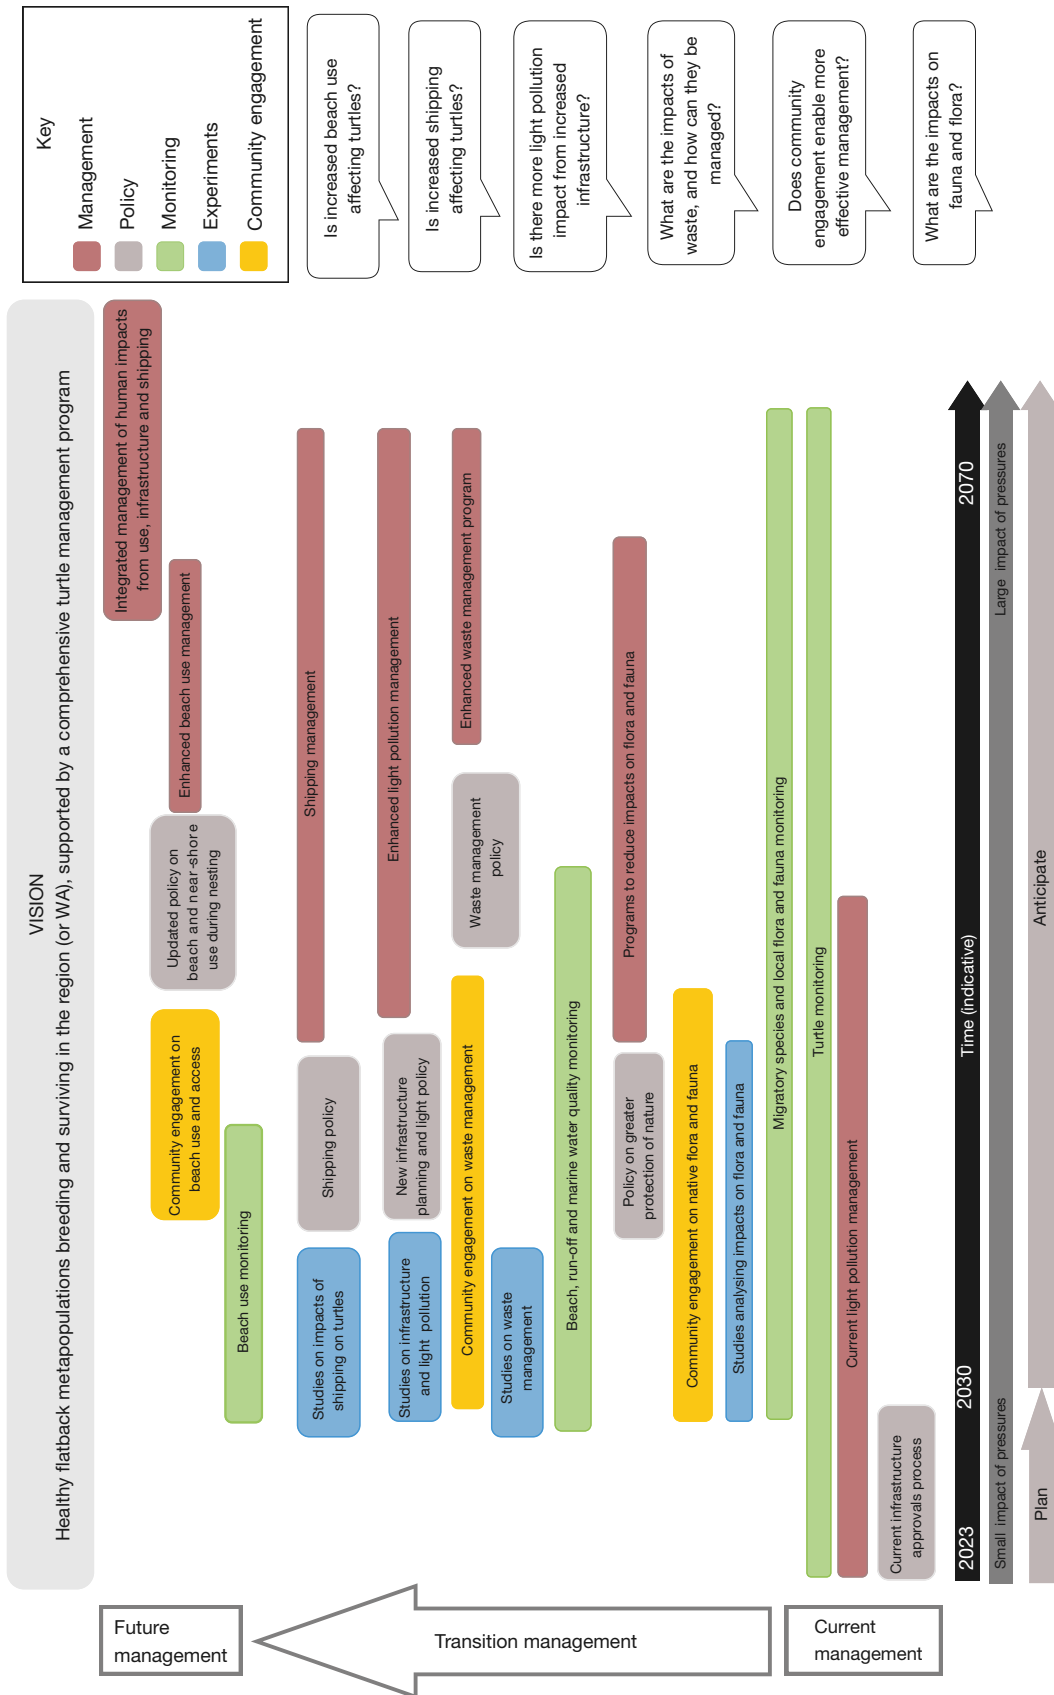 VISION
Healthy flatback metapopulations breeding and surviving in the region (or WA), supported by a comprehensive turtle management program
Key
Management
Policy
Monitoring
Experiments
Community engagement
Future
management
Transition management
Current
management
Integrated management of human impacts
from use, infrastructure and shipping
Enhanced beach use management
Updated policy on
beach and near-shore
use during nesting
Community engagement on
beach use and access
Beach use monitoring
Is increased beach use
affecting turtles?
Shipping management
Shipping policy
Studies on impacts of
shipping on turtles
Is increased shipping
affecting turtles?
Enhanced light pollution management
New infrastructure
planning and light policy
Studies on infrastructure
and light pollution
Is there more light pollution
impact from increased
infrastructure?
Enhanced waste management program
Waste management
policy
Community engagement on waste management
Studies on waste
management
Beach, run-off and marine water quality monitoring
What are the impacts of
waste, and how can they be
managed?
Programs to reduce impacts on flora and fauna
Policy on greater
protection of nature
Community engagement on native flora and fauna
Studies analysing impacts on flora and fauna
Does community
engagement enable more
effective management?
Migratory species and local flora and fauna monitoring
Turtle monitoring
Current light pollution management
Current infrastructure
approvals process
What are the impacts on
fauna and flora?
2023
2030
Time (indicative)
2070
Small impact of pressures
Large impact of pressures
Plan
Anticipate